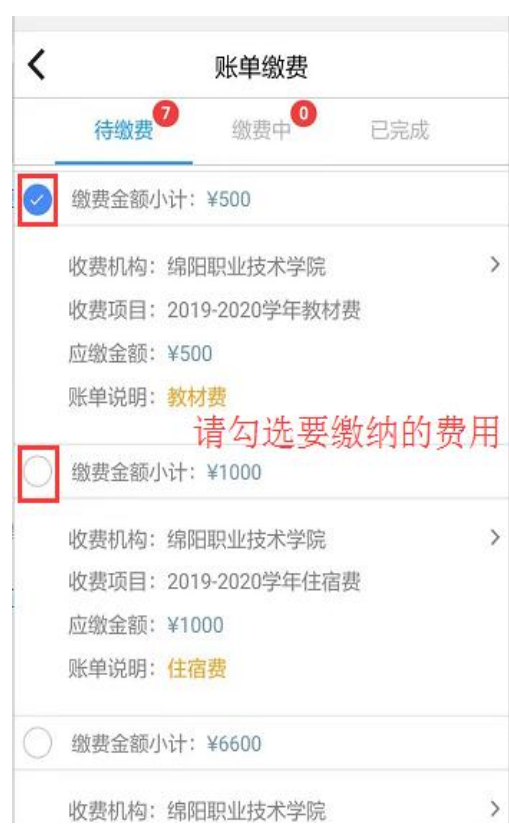 账单缴费
待缴费 7 缴费中 0 已完成
缴费金额小计：¥500
收费机构：绵阳职业技术学院
收费项目：2019-2020学年教材费
应缴金额：¥500
账单说明：教材费
请勾选要缴纳的费用
缴费金额小计：¥1000
收费机构：绵阳职业技术学院
收费项目：2019-2020学年住宿费
应缴金额：¥1000
账单说明：住宿费
缴费金额小计：¥6600
收费机构：绵阳职业技术学院